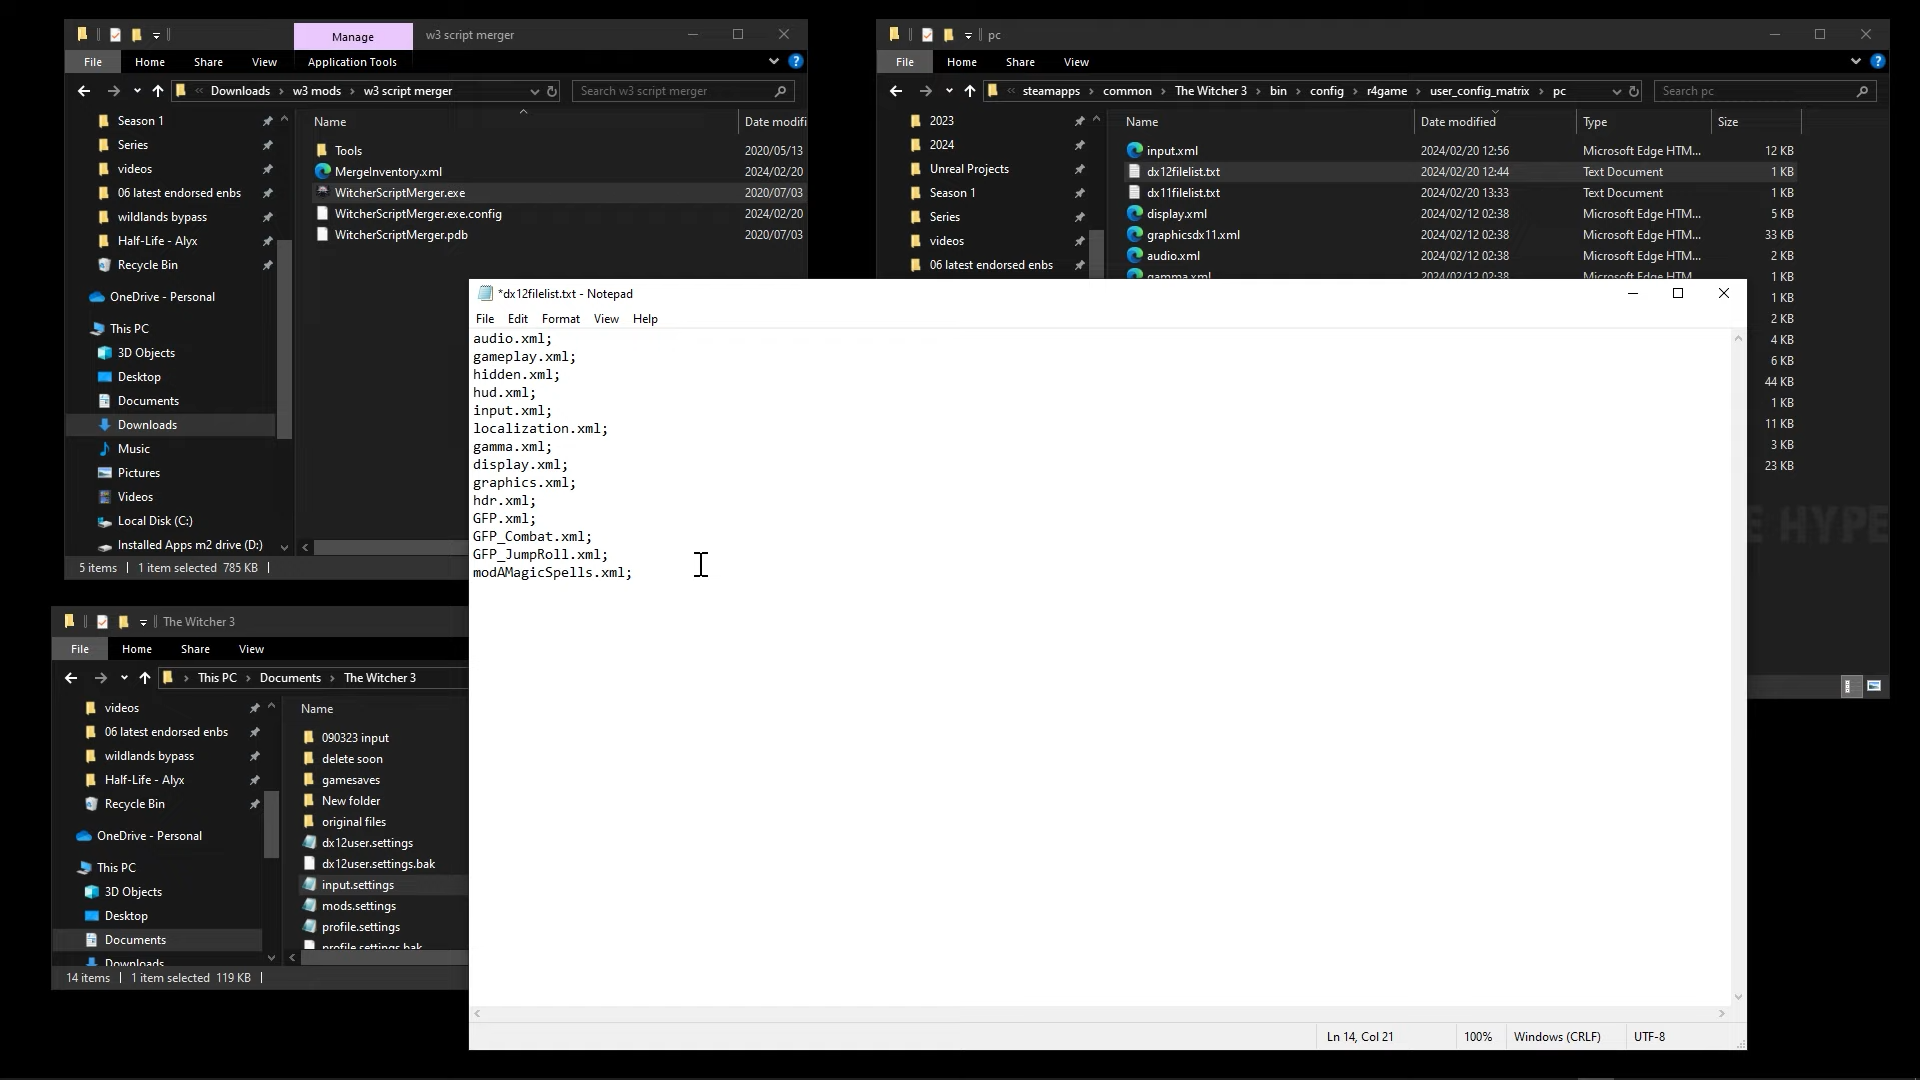 Manage
w3 script merger
File
Home
Share
View
Application Tools
Downloads
w3 mods
w3 script merger
Search w3 script merger
Season 1
Series
videos
06 latest endorsed enbs
wildlands bypass
Half-Life - Alyx
Recycle Bin
OneDrive - Personal
This PC
3D Objects
Desktop
Documents
Downloads
Music
Pictures
Videos
Local Disk (C:)
Installed Apps m2 drive (D:)
Name
Date modifi
Tools
2020/05/13
MergeInventory.xml
2024/02/20
WitcherScriptMerger.exe
2020/07/03
WitcherScriptMerger.exe.config
2024/02/20
WitcherScriptMerger.pdb
2020/07/03
5 items
1 item selected 785 KB
pc
File
Home
Share
View
« steamapps
common
The Witcher 3
bin
config
r4game
user_config_matrix
pc
Search pc
2023
2024
Unreal Projects
Season 1
Series
videos
06 latest endorsed enbs
Name
Date modified
Type
Size
input.xml
2024/02/20 12:56
Microsoft Edge HTM...
12 KB
dx12filelist.txt
2024/02/20 12:44
Text Document
1 KB
dx11filelist.txt
2024/02/20 13:33
Text Document
1 KB
display.xml
2024/02/12 02:38
Microsoft Edge HTM...
5 KB
graphicsdx11.xml
2024/02/12 02:38
Microsoft Edge HTM...
33 KB
audio.xml
2024/02/12 02:38
Microsoft Edge HTM...
2 KB
gamma.xml
2024/02/12 02:38
Microsoft Edge HTM...
1 KB
1 KB
2 KB
4 KB
6 KB
44 KB
1 KB
11 KB
3 KB
23 KB
HYPE
*dx12filelist.txt - Notepad
File
Edit
Format
View
Help
audio.xml;
gameplay.xml;
hidden.xml;
hud.xml;
input.xml;
localization.xml;
gamma.xml;
display.xml;
graphics.xml;
hdr.xml;
GFP.xml;
GFP_Combat.xml;
GFP_JumpRoll.xml;
modAMagicSpells.xml;
Ln 14, Col 21
100%
Windows (CRLF)
UTF-8
The Witcher 3
File
Home
Share
View
This PC
Documents
The Witcher 3
videos
06 latest endorsed enbs
wildlands bypass
Half-Life - Alyx
Recycle Bin
OneDrive - Personal
This PC
3D Objects
Desktop
Documents
Downloads
Name
090323 input
delete soon
gamesaves
New folder
original files
dx12user.settings
dx12user.settings.bak
input.settings
mods.settings
profile.settings
profile.settings.bak
14 items
1 item selected 119 KB